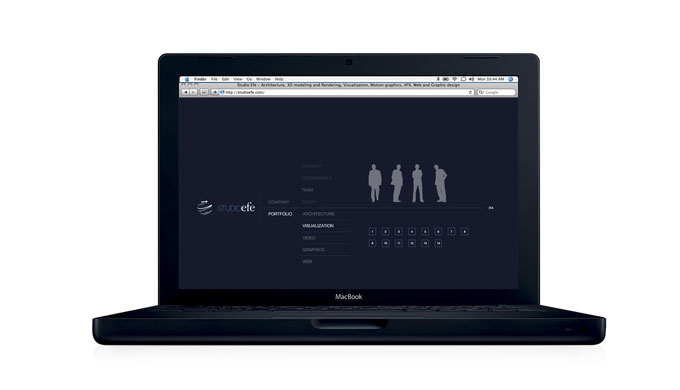 Finder File Edit View Go Window Help Mon 10:44 AM
Studio Efe - Architecture, 3D modeling and Rendering, Visualization, Motion graphics, VFX, Web and Graphic design
http://studioefe.com/ Google
CONTACT
TESTIMONIALS
TEAM
COMPANY STORY
STUDIOefe
PORTFOLIO ARCHITECTURE
VISUALIZATION
VIDEO
GRAPHICS
WEB
1 2 3 4 5 6 7 8
9 10 11 12 13 14
MacBook